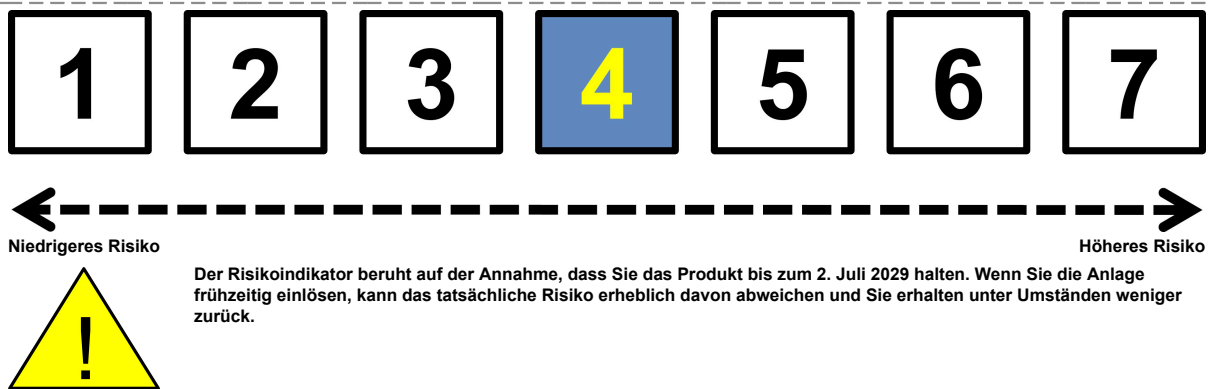 1 2 3 4 5 6 7
Niedrigeres Risiko Höheres Risiko
Der Risikoindikator beruht auf der Annahme, dass Sie das Produkt bis zum 2. Juli 2029 halten. Wenn Sie die Anlage
frühzeitig einlösen, kann das tatsächliche Risiko erheblich davon abweichen und Sie erhalten unter Umständen weniger
zurück.
!